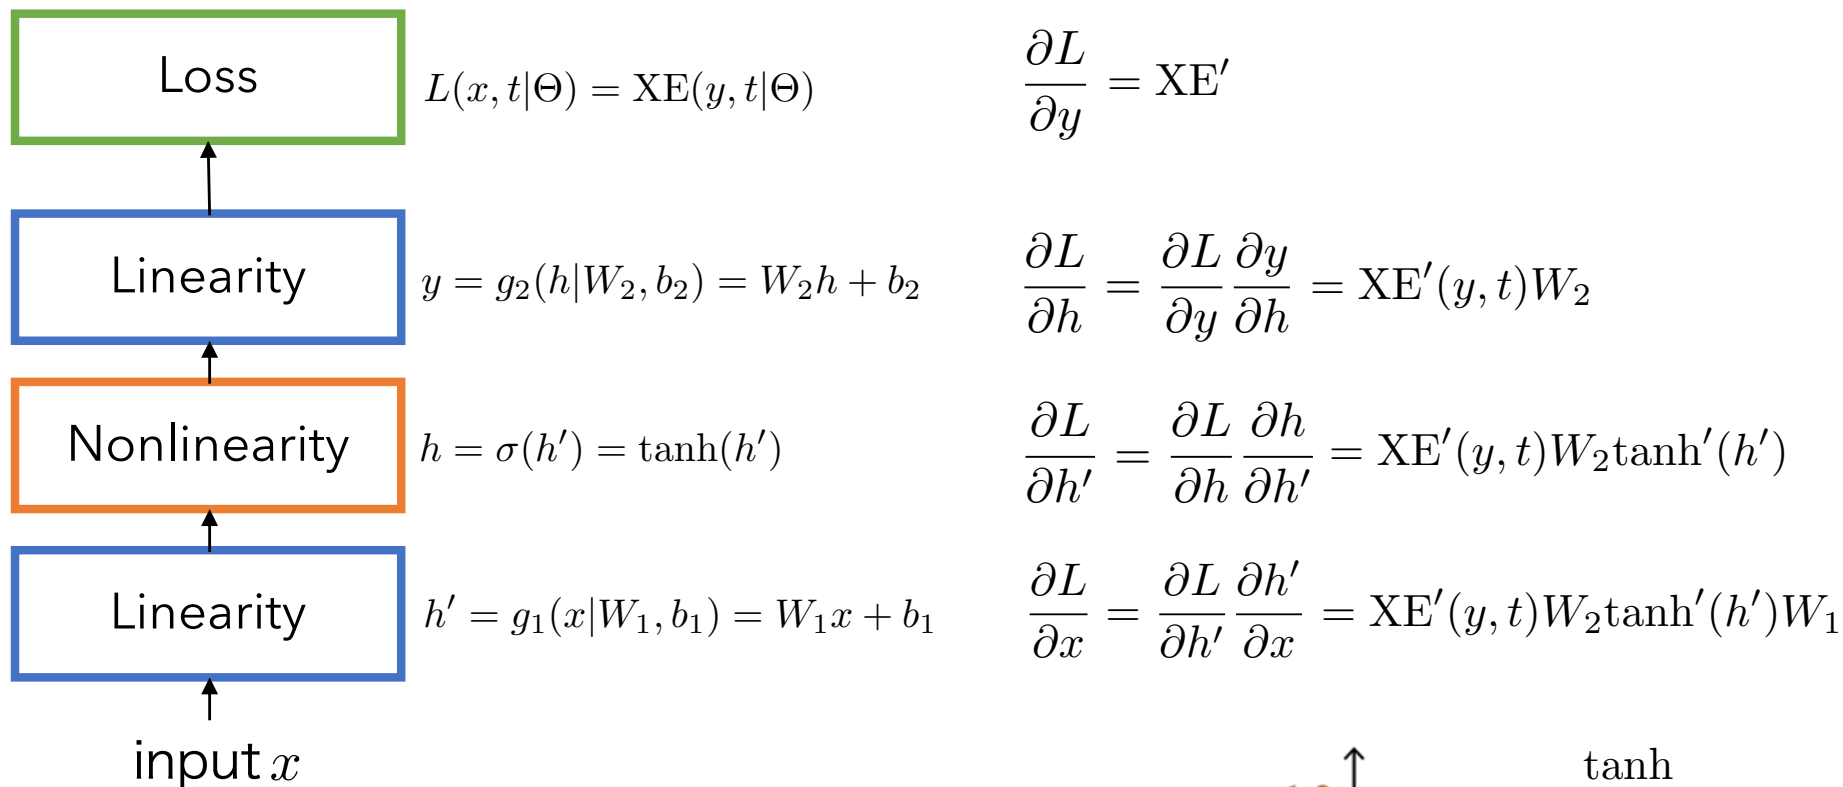 Loss
L(x, t|Θ) = XE(y, t|Θ)
∂L/∂y = XE′
Linearity
y = g₂(h|W₂, b₂) = W₂h + b₂
∂L/∂h = ∂L/∂y ∂y/∂h = XE′(y, t)W₂
Nonlinearity
h = σ(h′) = tanh(h′)
∂L/∂h′ = ∂L/∂h ∂h/∂h′ = XE′(y, t)W₂tanh′(h′)
Linearity
h′ = g₁(x|W₁, b₁) = W₁x + b₁
∂L/∂x = ∂L/∂h′ ∂h′/∂x = XE′(y, t)W₂tanh′(h′)W₁
input x
tanh